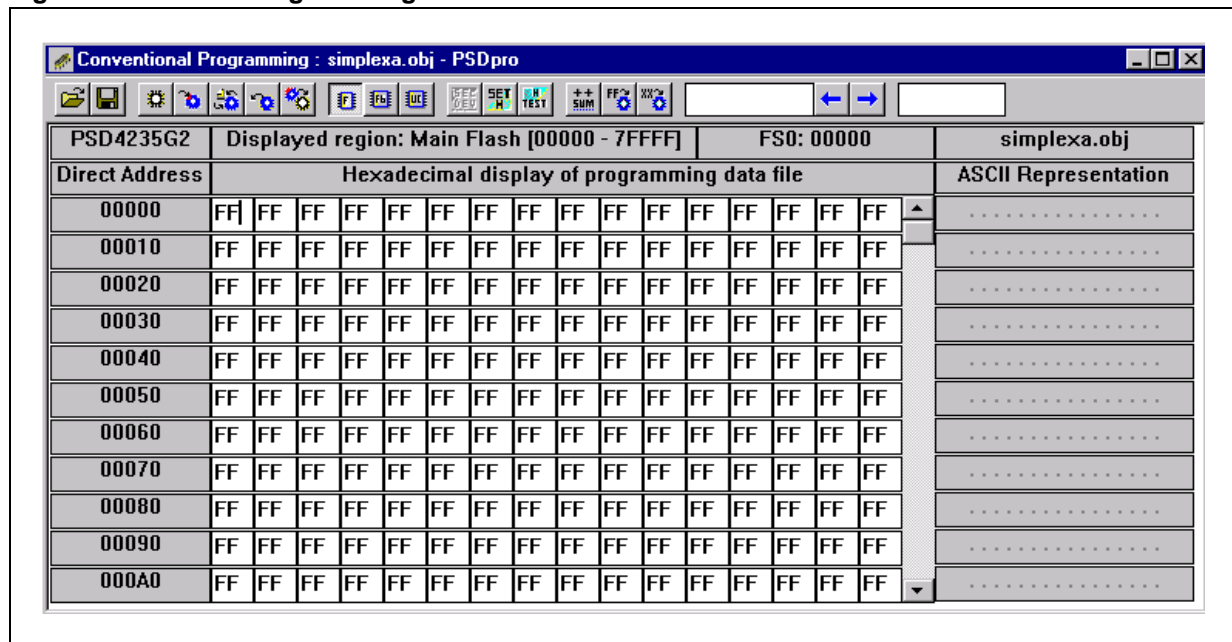 Conventional Programming : simplexa.obj - PSDpro
F Fb UC SET TEST ++ SUM FF XX
PSD4235G2 Displayed region: Main Flash [00000 - 7FFFF] FS0: 00000 simplexa.obj
Direct Address Hexadecimal display of programming data file ASCII Representation
00000 FF FF FF FF FF FF FF FF FF FF FF FF FF FF FF FF ................
00010 FF FF FF FF FF FF FF FF FF FF FF FF FF FF FF FF ................
00020 FF FF FF FF FF FF FF FF FF FF FF FF FF FF FF FF ................
00030 FF FF FF FF FF FF FF FF FF FF FF FF FF FF FF FF ................
00040 FF FF FF FF FF FF FF FF FF FF FF FF FF FF FF FF ................
00050 FF FF FF FF FF FF FF FF FF FF FF FF FF FF FF FF ................
00060 FF FF FF FF FF FF FF FF FF FF FF FF FF FF FF FF ................
00070 FF FF FF FF FF FF FF FF FF FF FF FF FF FF FF FF ................
00080 FF FF FF FF FF FF FF FF FF FF FF FF FF FF FF FF ................
00090 FF FF FF FF FF FF FF FF FF FF FF FF FF FF FF FF ................
000A0 FF FF FF FF FF FF FF FF FF FF FF FF FF FF FF FF ................